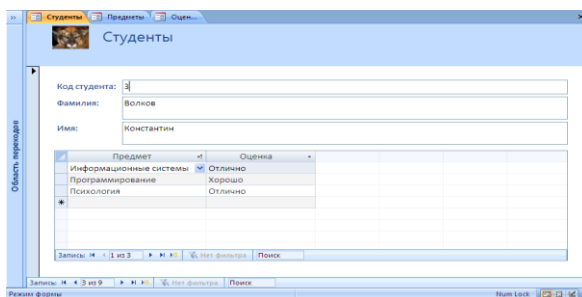 Студенты Предметы Оцен...
Студенты
Код студента: 3
Фамилия: Волков
Имя: Константин
Предмет Оценка
Информационные системы Отлично
Программирование Хорошо
Психология Отлично
Записи: 1 из 3 Нет фильтра Поиск
Записи: 3 из 9 Нет фильтра Поиск
Область переходов
Режим формы Num Lock